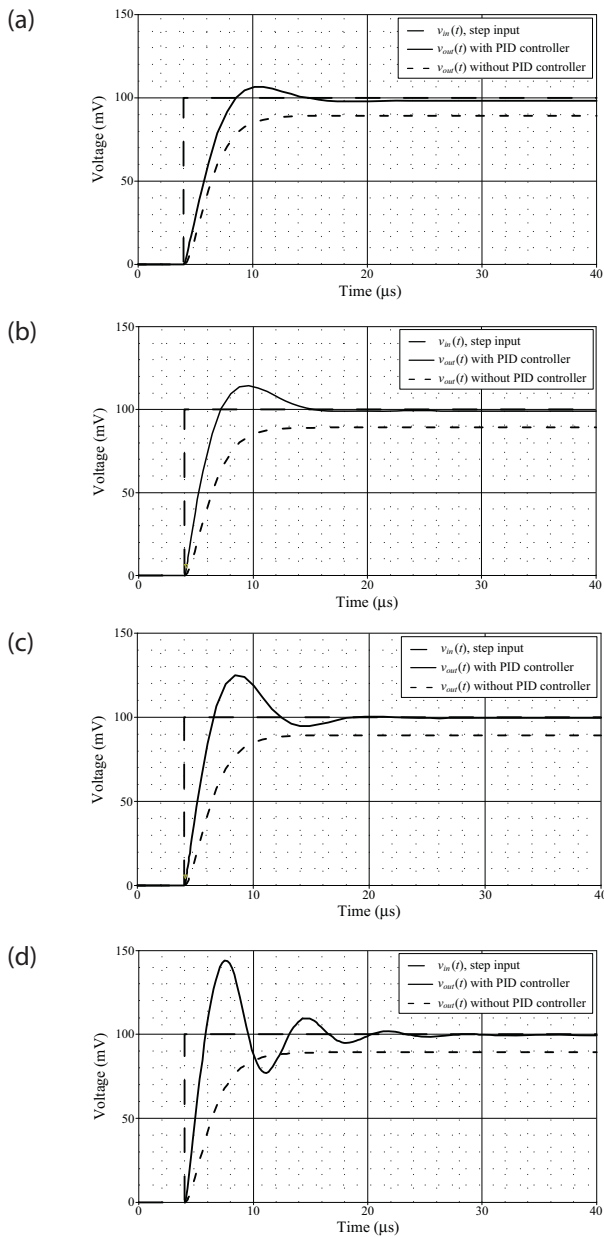 (a)
150
v_in(t), step input
v_out(t) with PID controller
v_out(t) without PID controller
100
Voltage (mV)
50
0
0 10 20 30 40
Time (μs)
(b)
150
v_in(t), step input
v_out(t) with PID controller
v_out(t) without PID controller
100
Voltage (mV)
50
0
0 10 20 30 40
Time (μs)
(c)
150
v_in(t), step input
v_out(t) with PID controller
v_out(t) without PID controller
100
Voltage (mV)
50
0
0 10 20 30 40
Time (μs)
(d)
150
v_in(t), step input
v_out(t) with PID controller
v_out(t) without PID controller
100
Voltage (mV)
50
0
0 10 20 30 40
Time (μs)